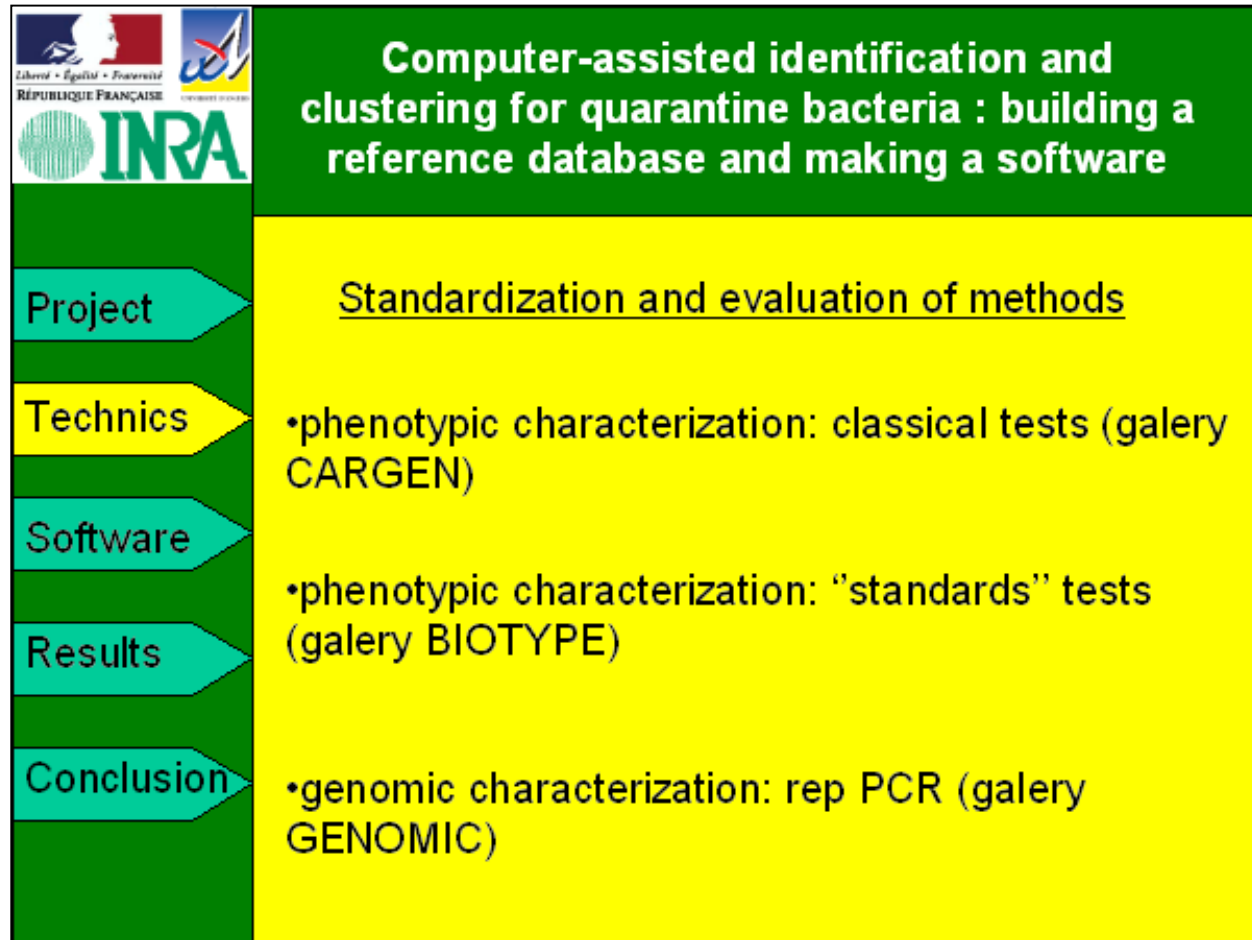 Liberté • Égalité • Fraternité
RÉPUBLIQUE FRANÇAISE
INRA
Computer-assisted identification and
clustering for quarantine bacteria : building a
reference database and making a software
Project
Technics
Software
Results
Conclusion
Standardization and evaluation of methods
•phenotypic characterization: classical tests (galery
CARGEN)
•phenotypic characterization: “standards” tests
(galery BIOTYPE)
•genomic characterization: rep PCR (galery
GENOMIC)